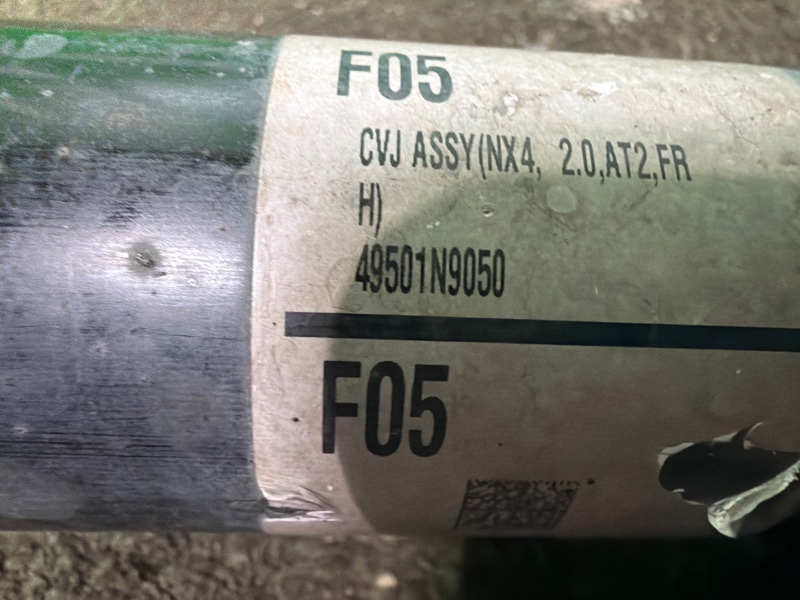 F05
CVJ ASSY(NX4, 2.0,AT2,FR
H)
49501N9050
F05